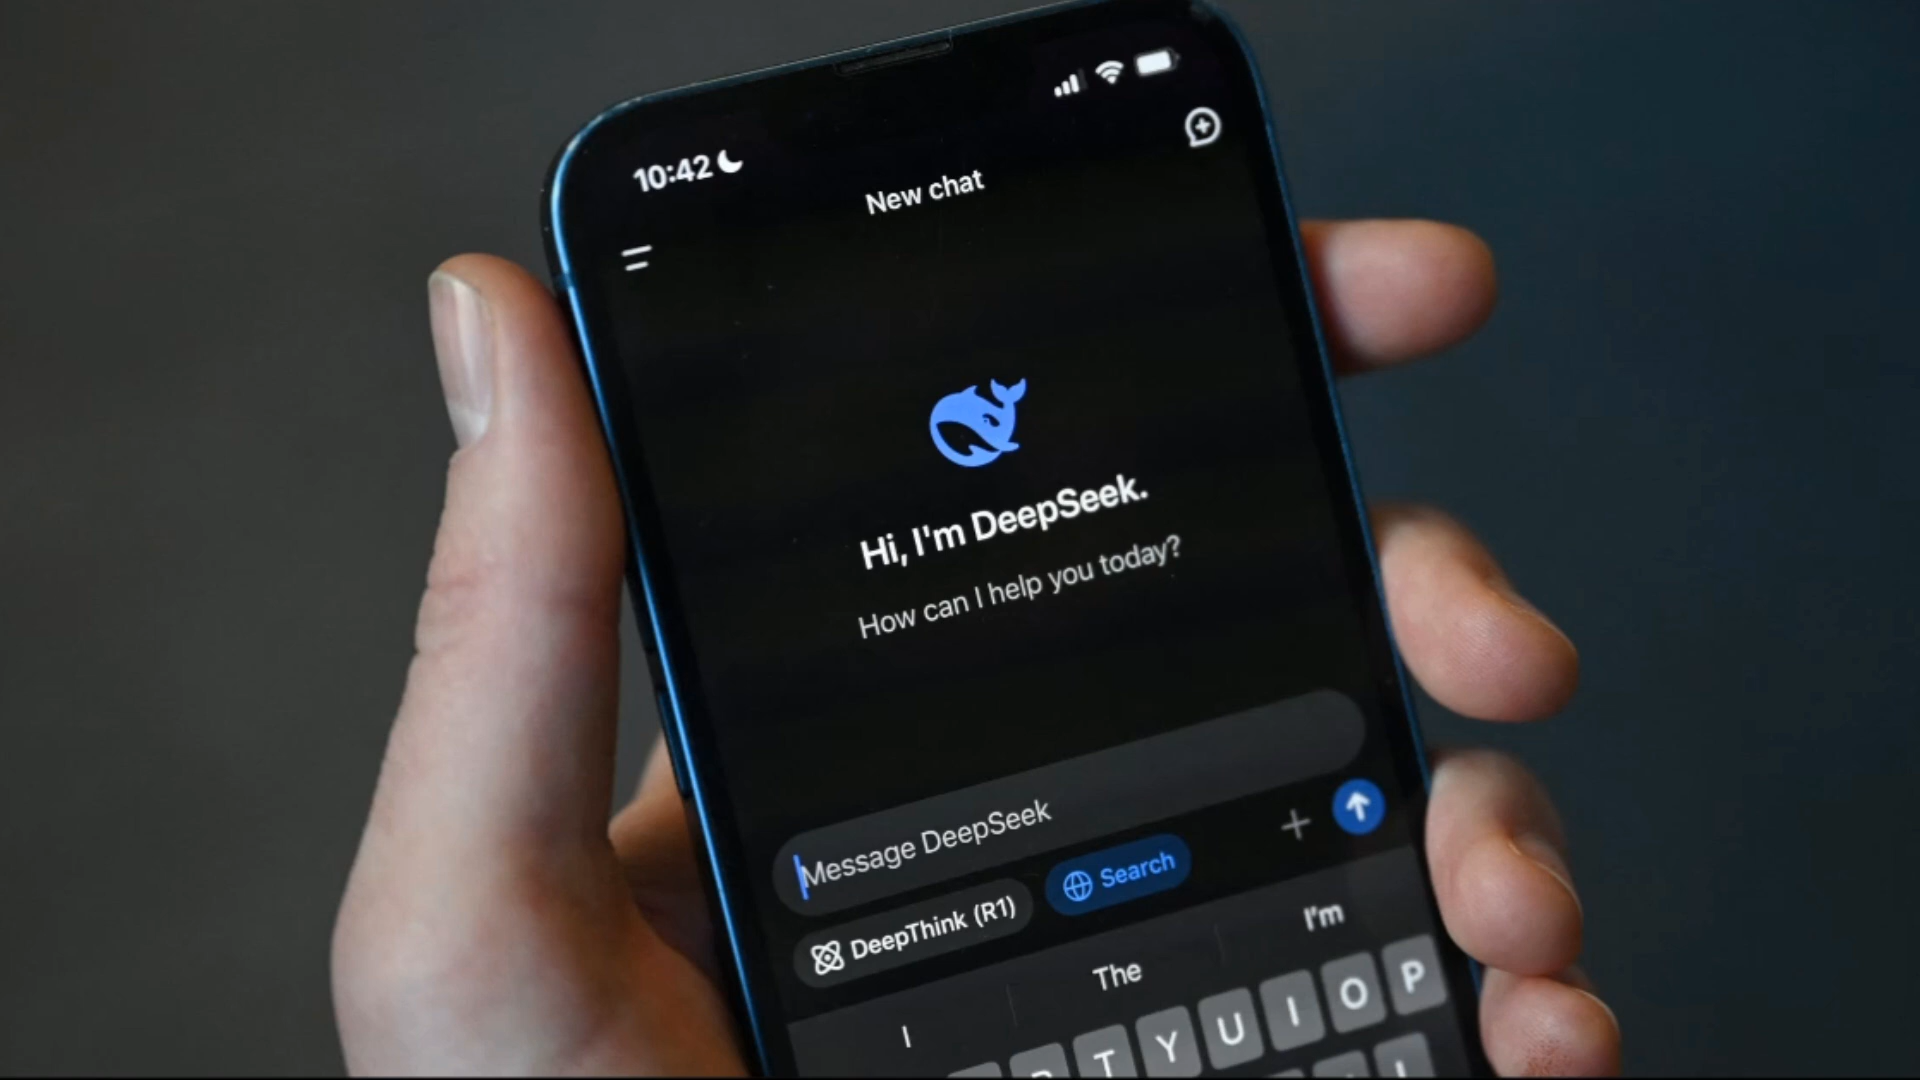 10:42
New chat
Hi, I'm DeepSeek.
How can I help you today?
Message DeepSeek
DeepThink (R1)
Search
I
The
I'm
T Y U I O P